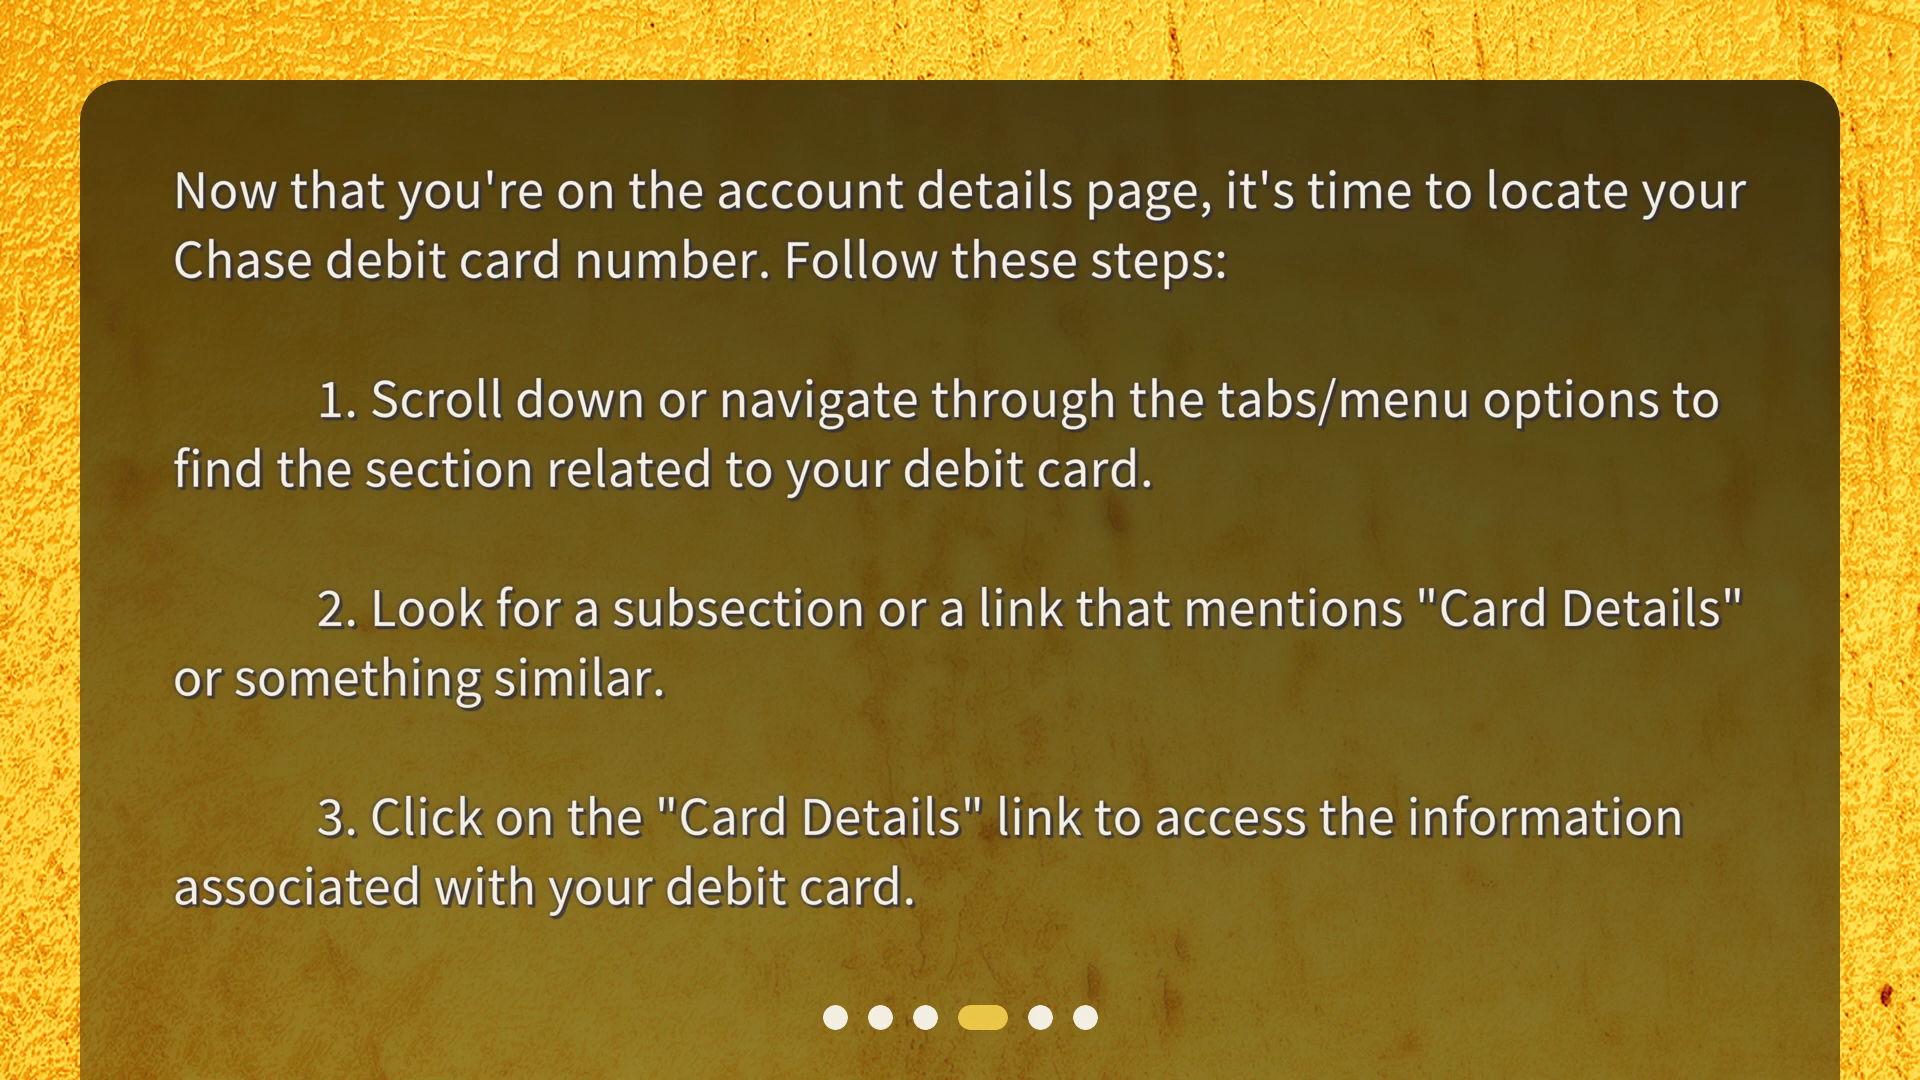 Now that you're on the account details page, it's time to locate your
Chase debit card number. Follow these steps:
1. Scroll down or navigate through the tabs/menu options to
find the section related to your debit card.
2. Look for a subsection or a link that mentions "Card Details"
or something similar.
3. Click on the "Card Details" link to access the information
associated with your debit card.